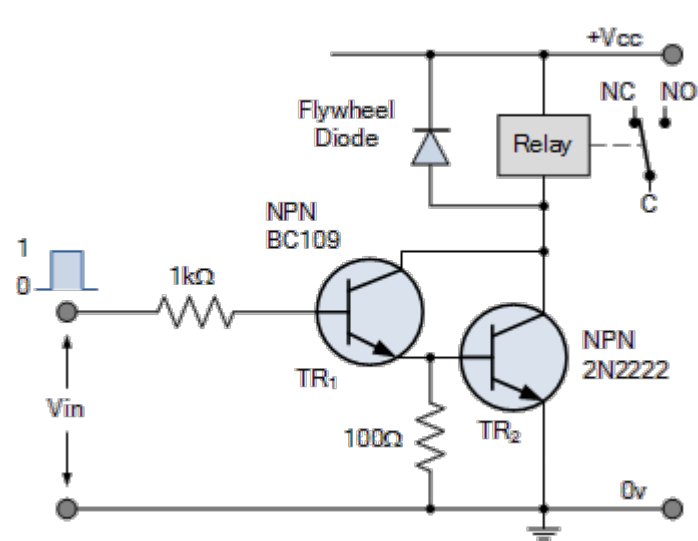 +Vcc
NC NO
Flywheel
Diode
Relay
C
NPN
BC109
1
0
1kΩ
TR₁
NPN
2N2222
Vin
100Ω
TR₂
0v